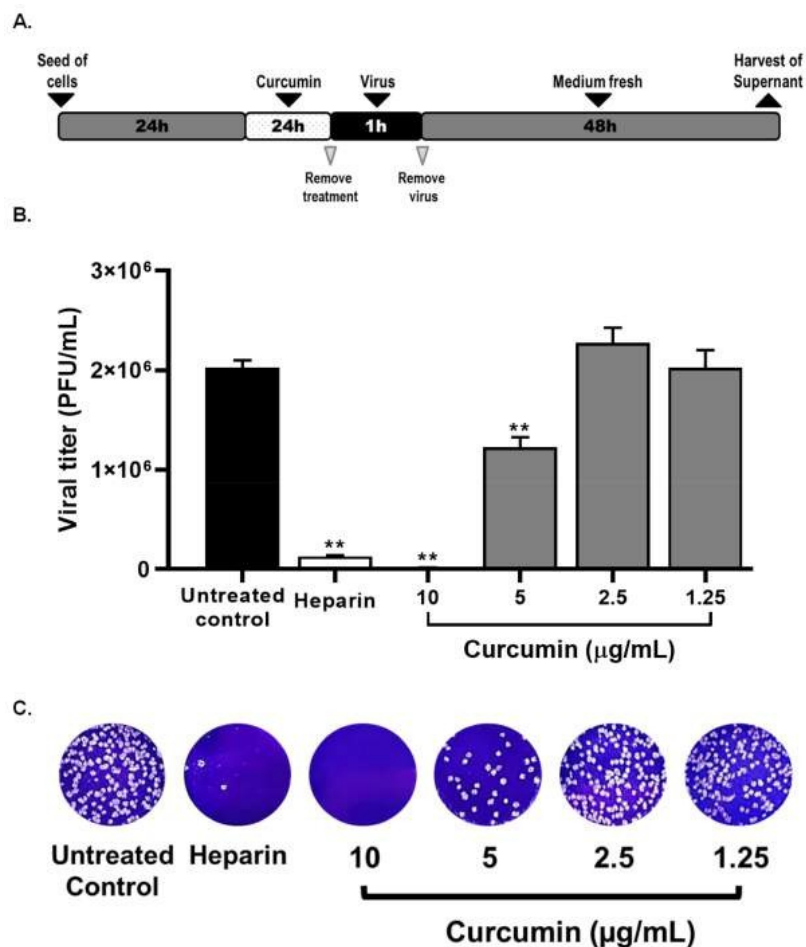 A.
Seed of
cells
Curcumin
Virus
Medium fresh
Harvest of
Supernant
24h
24h
1h
48h
Remove
treatment
Remove
virus
B.
3×10⁶
2×10⁶
1×10⁶
0
Viral titer (PFU/mL)
**
**
**
Untreated
control
Heparin
10
5
2.5
1.25
Curcumin (μg/mL)
C.
Untreated
Control
Heparin
10
5
2.5
1.25
Curcumin (μg/mL)